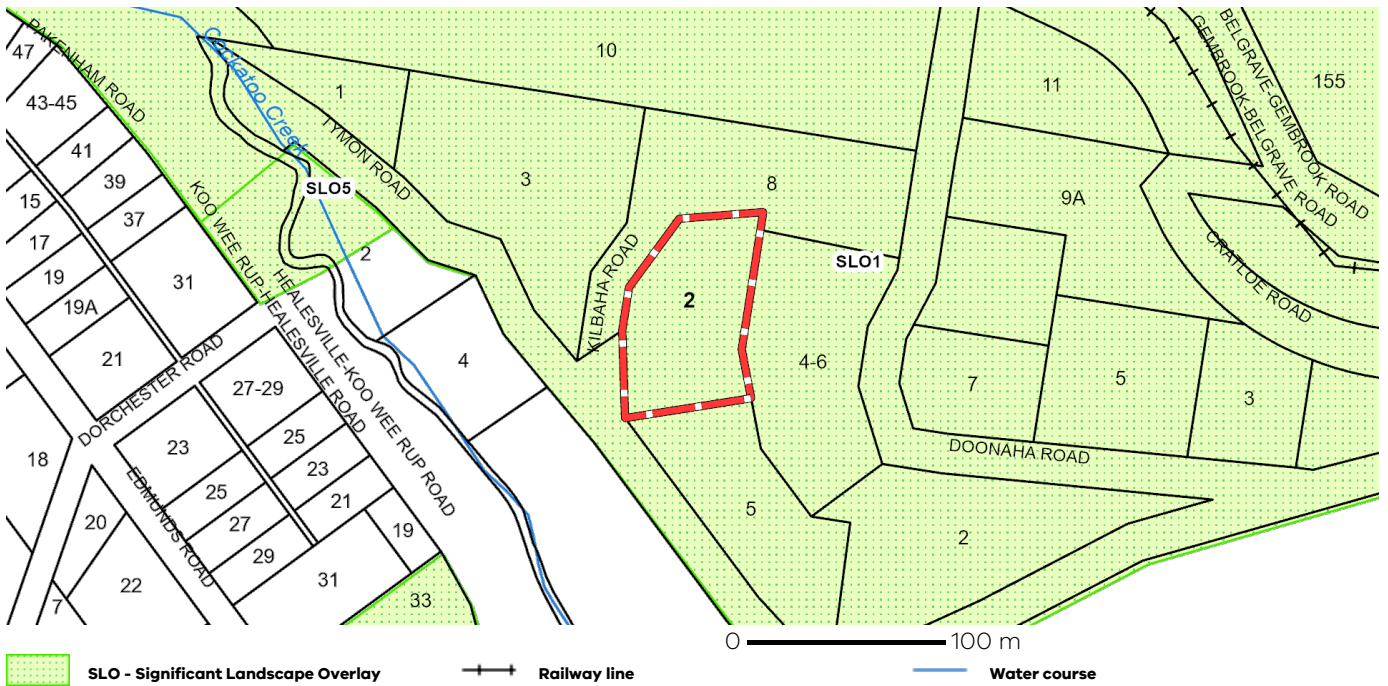 47
PAKENHAM ROAD
Cockatoo Creek
10
BELGRAVE-GEMBROOK ROAD
GEMBROOK-BELGRAVE ROAD
155
43-45
1
11
TYMON ROAD
41
39
3
8
SLO5
15
37
9A
17
KOO WEE RUP-HEALESVILLE ROAD
HEALESVILLE-KOO WEE RUP ROAD
2
KILBAHA ROAD
SLO1
CRATLOE ROAD
19
31
2
19A
21
DORCHESTER ROAD
4
4-6
27-29
7
5
3
23
25
DOONAHA ROAD
18
25
23
EDMUNDS ROAD
27
21
20
29
19
5
2
22
31
7
33
0 100 m
SLO - Significant Landscape Overlay
Railway line
Water course